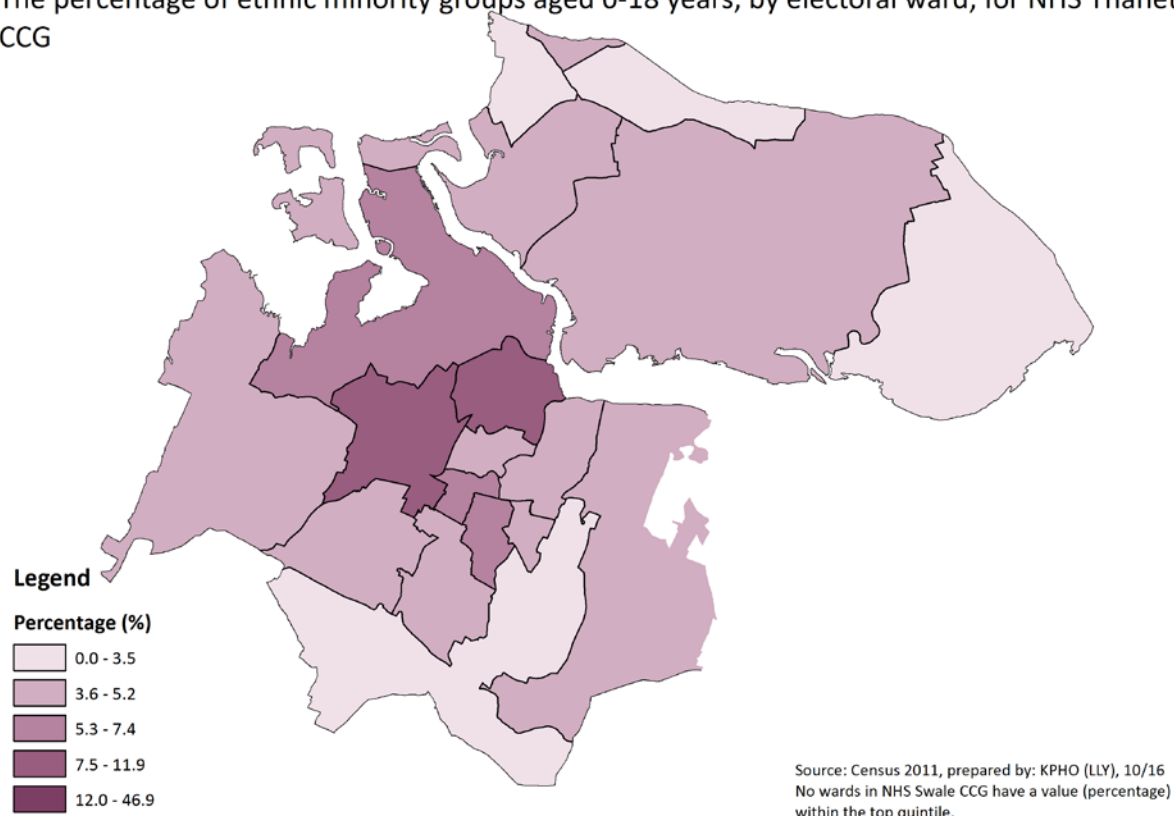 The percentage of ethnic minority groups aged 0-18 years, by electoral ward, for NHS Thanet
CCG
Legend
Percentage (%)
0.0 - 3.5
3.6 - 5.2
5.3 - 7.4
7.5 - 11.9
12.0 - 46.9
Source: Census 2011, prepared by: KPHO (LLY), 10/16
No wards in NHS Swale CCG have a value (percentage)
within the top quintile.